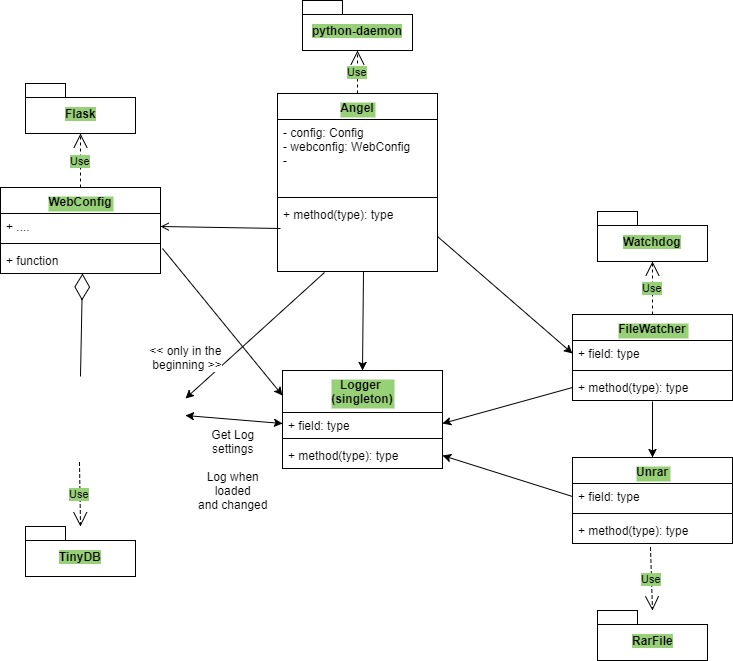 python-daemon
Use
Angel
- config: Config
- webconfig: WebConfig
-
+ method(type): type
Flask
Use
WebConfig
+ ....
+ function
Watchdog
Use
FileWatcher
+ field: type
+ method(type): type
<< only in the
beginning >>
Logger
(singleton)
+ field: type
+ method(type): type
Get Log
settings
Log when
loaded
and changed
Unrar
+ field: type
+ method(type): type
Use
TinyDB
Use
RarFile